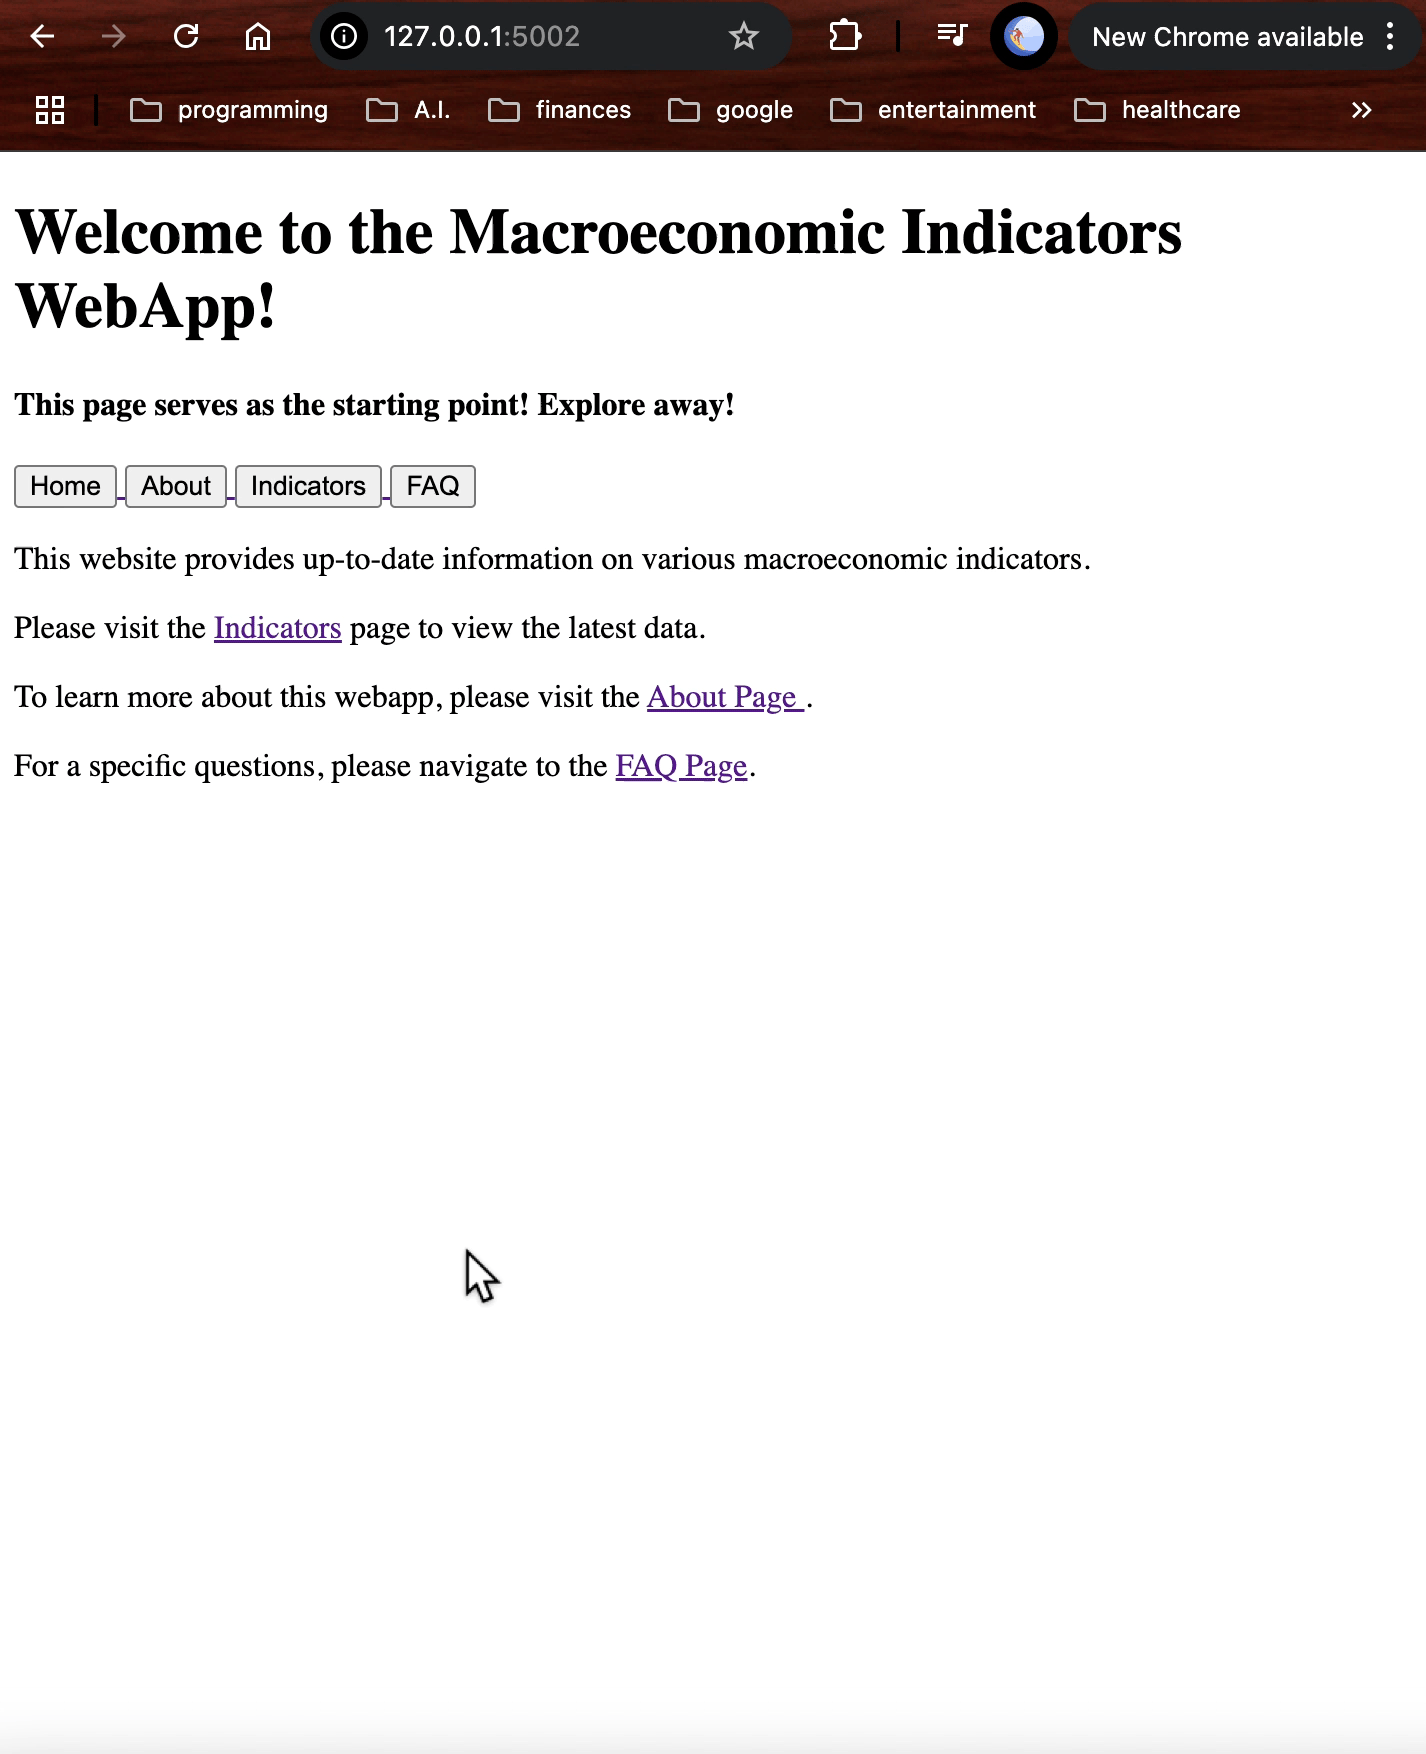 127.0.0.1:5002 New Chrome available
programming A.I. finances google entertainment healthcare
Welcome to the Macroeconomic Indicators
WebApp!
This page serves as the starting point! Explore away!
Home About Indicators FAQ
This website provides up-to-date information on various macroeconomic indicators.
Please visit the Indicators page to view the latest data.
To learn more about this webapp, please visit the About Page .
For a specific questions, please navigate to the FAQ Page.